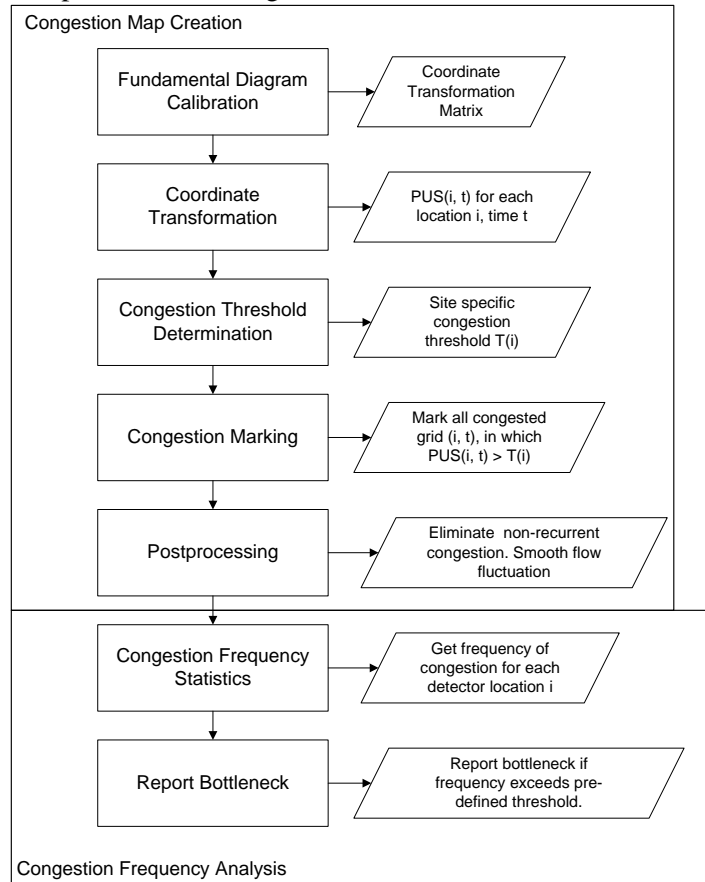 Congestion Map Creation
Fundamental Diagram
Calibration
Coordinate
Transformation
Matrix
Coordinate
Transformation
PUS(i, t) for each
location i, time t
Congestion Threshold
Determination
Site specific
congestion
threshold T(i)
Congestion Marking
Mark all congested
grid (i, t), in which
PUS(i, t) > T(i)
Postprocessing
Eliminate non-recurrent
congestion. Smooth flow
fluctuation
Congestion Frequency
Statistics
Get frequency of
congestion for each
detector location i
Report Bottleneck
Report bottleneck if
frequency exceeds pre-
defined threshold.
Congestion Frequency Analysis